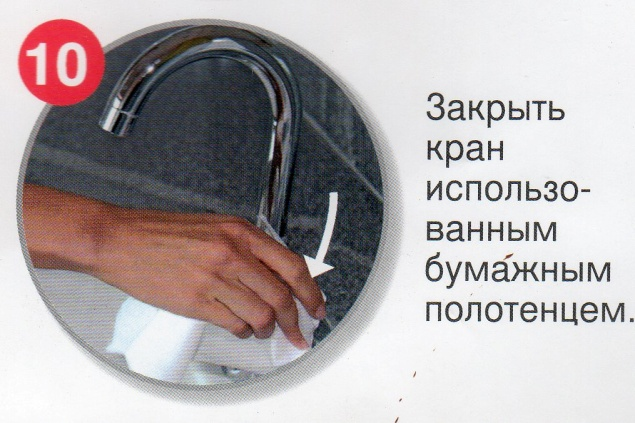 10
Закрыть
кран
использо-
ванным
бумажным
полотенцем.